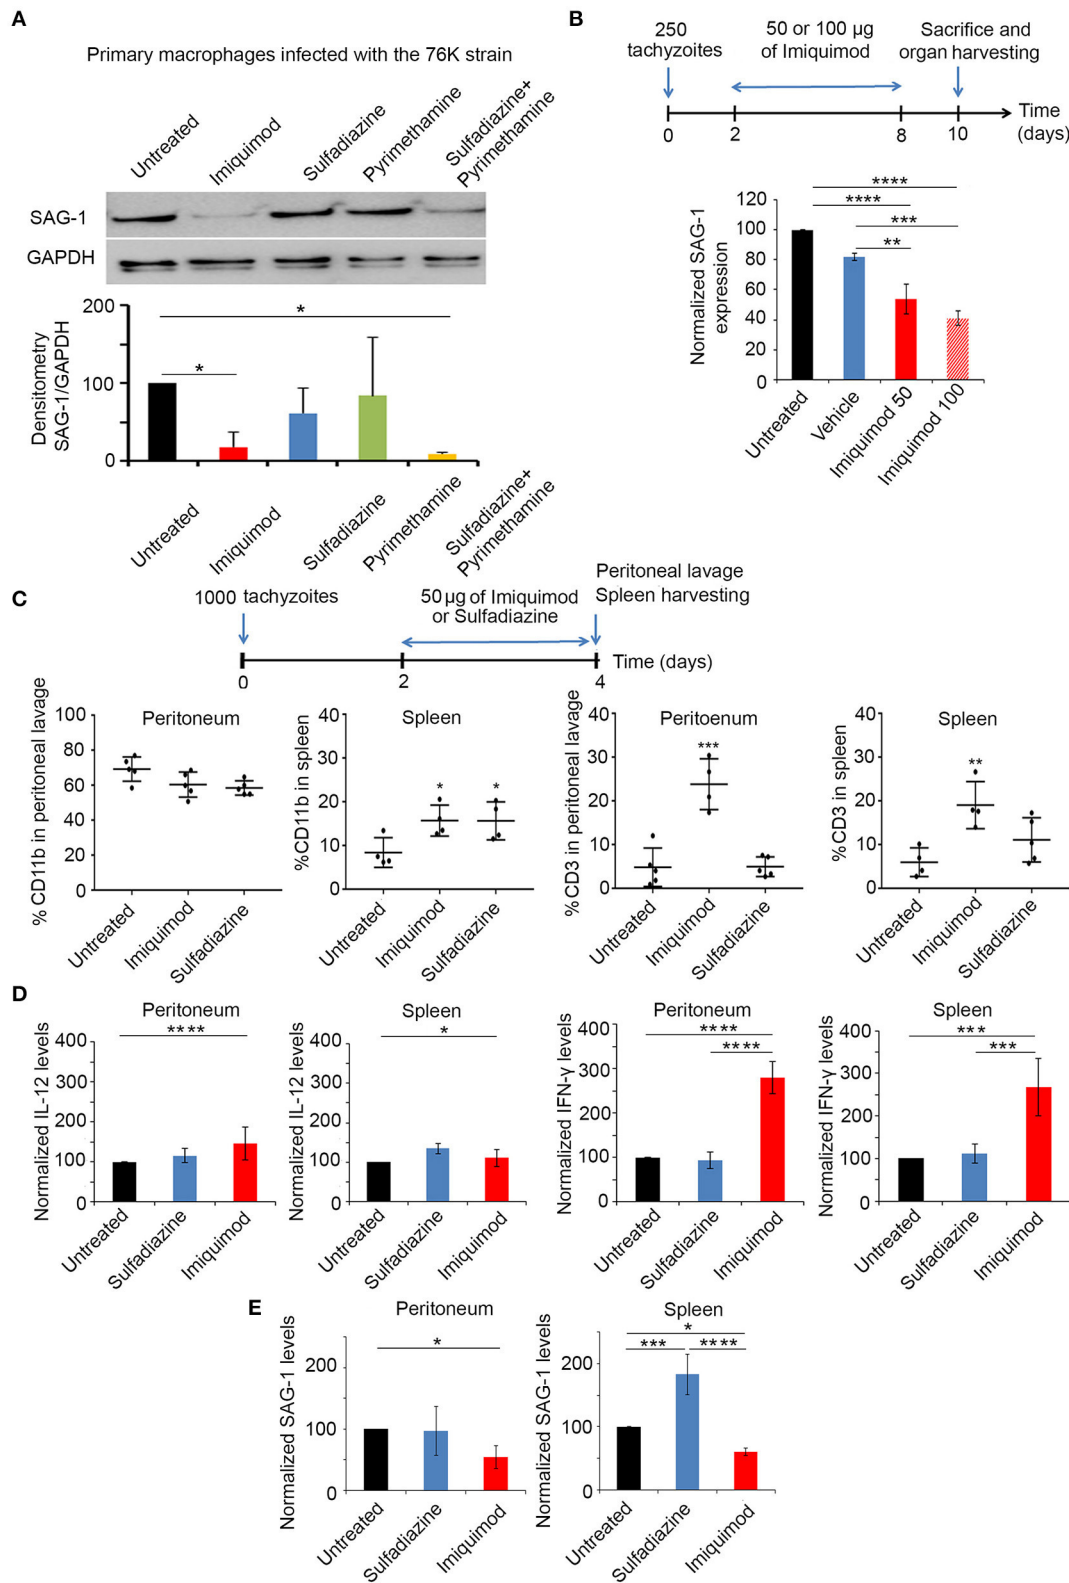 A
Primary macrophages infected with the 76K strain
Untreated
Imiquimod
Sulfadiazine
Pyrimethamine
Sulfadiazine+
Pyrimethamine
SAG-1
GAPDH
Densitometry
SAG-1/GAPDH
200
100
0
*
*
Untreated
Imiquimod
Sulfadiazine
Pyrimethamine
Sulfadiazine+
Pyrimethamine
B
250
tachyzoites
50 or 100 µg
of Imiquimod
Sacrifice and
organ harvesting
0
2
8
10
Time
(days)
Normalized SAG-1
expression
120
100
80
60
40
20
0
****
****
***
**
Untreated
Vehicle
Imiquimod 50
Imiquimod 100
C
1000 tachyzoites
50 µg of Imiquimod
or Sulfadiazine
Peritoneal lavage
Spleen harvesting
0
2
4
Time (days)
% CD11b in peritoneal lavage
100
80
60
40
20
0
Peritoneum
Untreated
Imiquimod
Sulfadiazine
%CD11b in spleen
40
30
20
10
0
Spleen
*
*
Untreated
Imiquimod
Sulfadiazine
%CD3 in peritoneal lavage
40
30
20
10
0
Peritoenum
***
Untreated
Imiquimod
Sulfadiazine
%CD3 in spleen
40
30
20
10
0
Spleen
**
Untreated
Imiquimod
Sulfadiazine
D
Normalized IL-12 levels
400
300
200
100
0
Peritoneum
****
Untreated
Sulfadiazine
Imiquimod
Normalized IL-12 levels
400
300
200
100
0
Spleen
*
Untreated
Sulfadiazine
Imiquimod
Normalized IFN-γ levels
400
300
200
100
0
Peritoneum
****
****
Untreated
Sulfadiazine
Imiquimod
Normalized IFN-γ levels
400
300
200
100
0
Spleen
***
***
Untreated
Sulfadiazine
Imiquimod
E
Normalized SAG-1 levels
200
100
0
Peritoneum
*
Untreated
Sulfadiazine
Imiquimod
Normalized SAG-1 levels
200
100
0
Spleen
*
***
****
Untreated
Sulfadiazine
Imiquimod